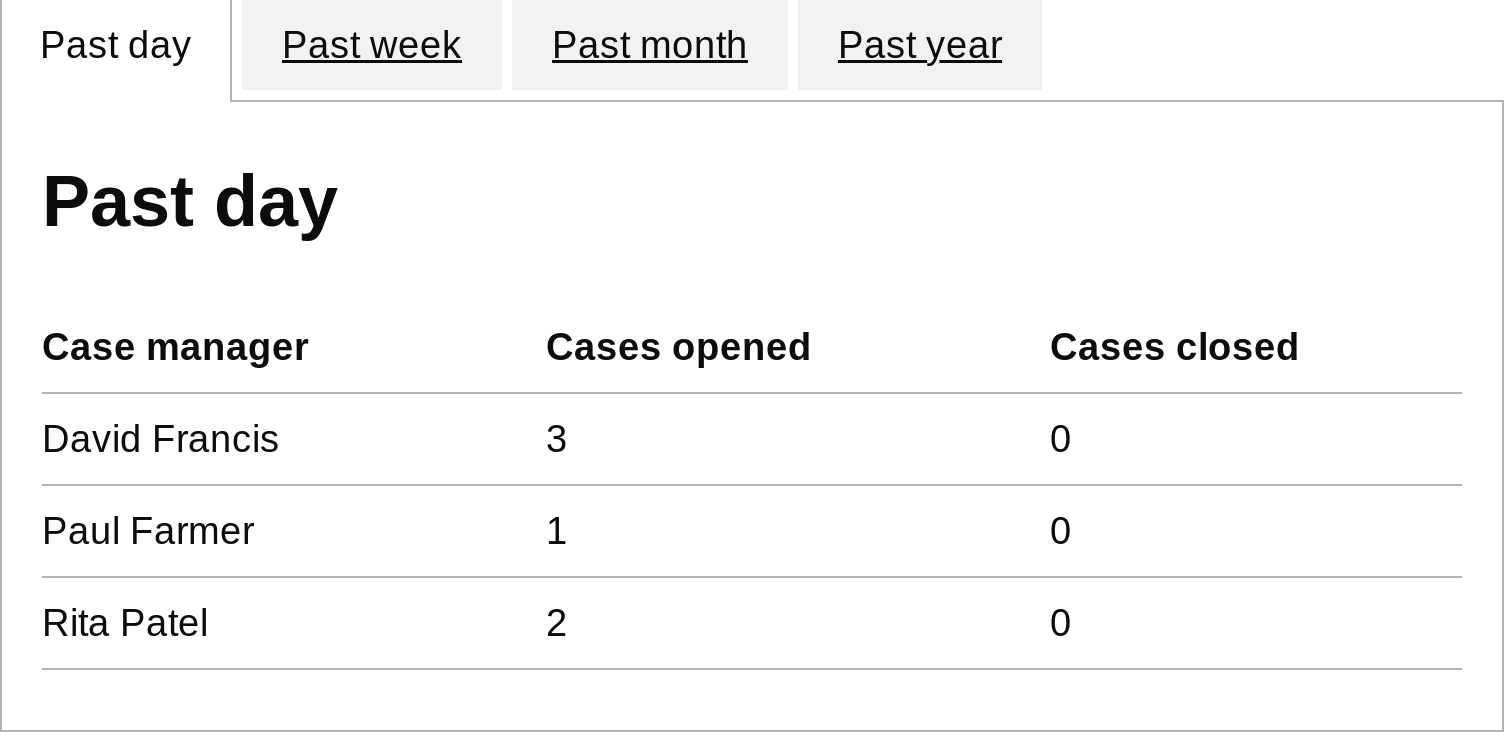 Past day Past week Past month Past year
Past day
Case manager Cases opened Cases closed
David Francis 3 0
Paul Farmer 1 0
Rita Patel 2 0